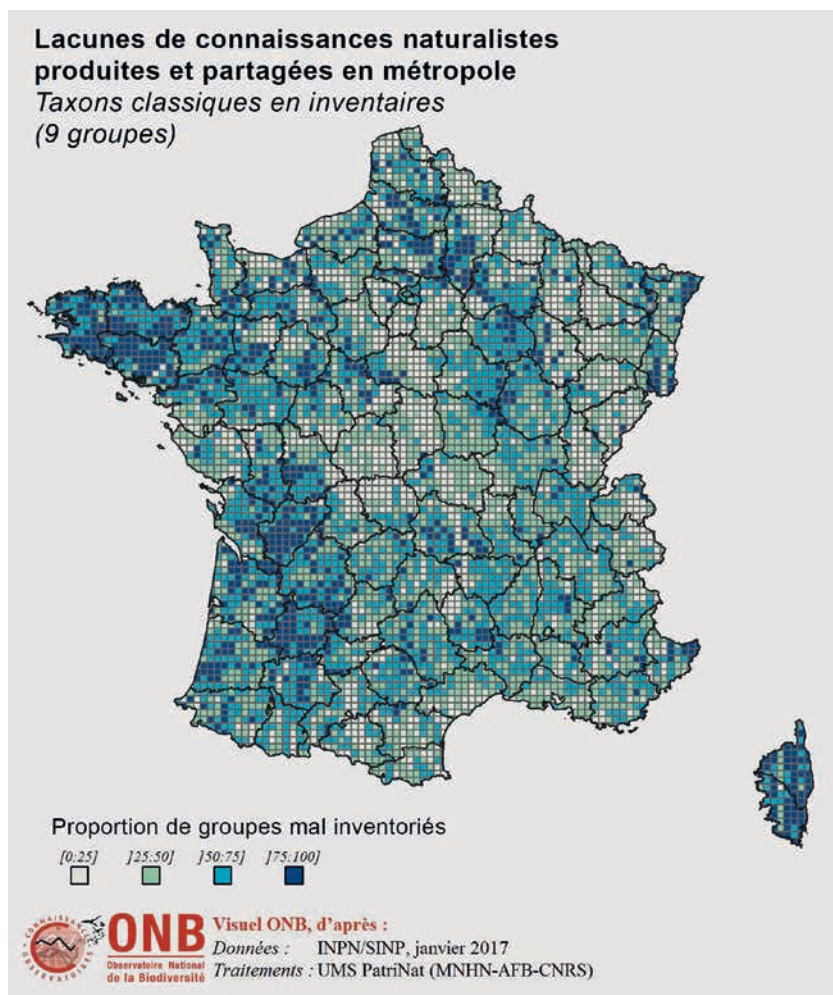 Lacunes de connaissances naturalistes
produites et partagées en métropole
Taxons classiques en inventaires
(9 groupes)
Proportion de groupes mal inventoriés
[0:25] ]25:50] ]50:75] ]75:100]
CONNAISSANCES
OBSERVATOIRES
ONB
Observatoire National
de la Biodiversité
Visuel ONB, d'après :
Données : INPN/SINP, janvier 2017
Traitements : UMS PatriNat (MNHN-AFB-CNRS)